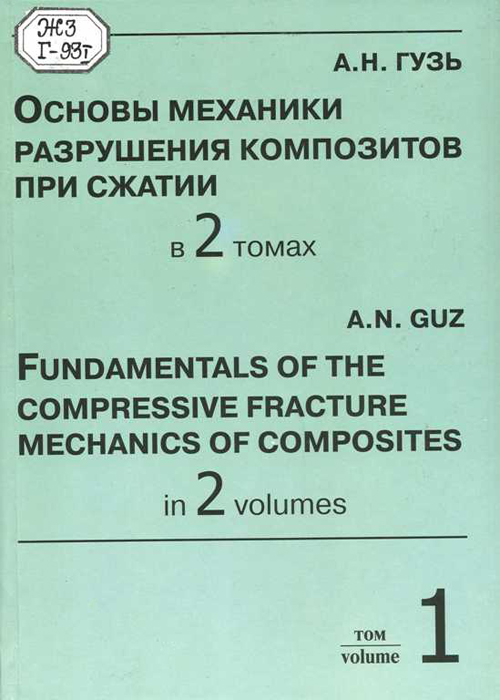 Ж3
Г-93т
А.Н. ГУЗЬ
ОСНОВЫ МЕХАНИКИ
РАЗРУШЕНИЯ КОМПОЗИТОВ
ПРИ СЖАТИИ
в 2 томах
A.N. GUZ
FUNDAMENTALS OF THE
COMPRESSIVE FRACTURE
MECHANICS OF COMPOSITES
in 2 volumes
том
volume 1